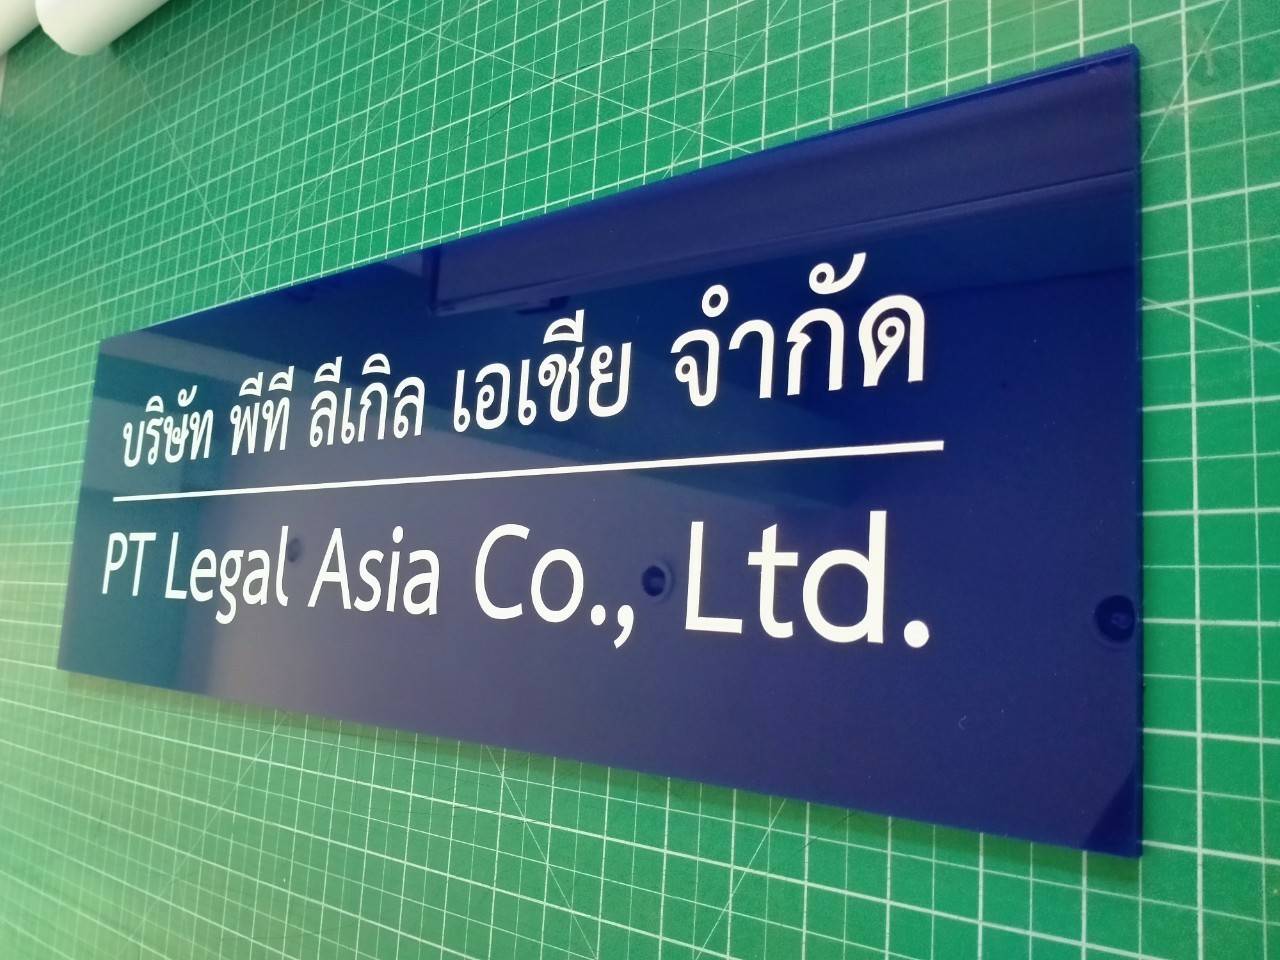 บริษัท พีที ลีเกิล เอเชีย จำกัด
PT Legal Asia Co., Ltd.